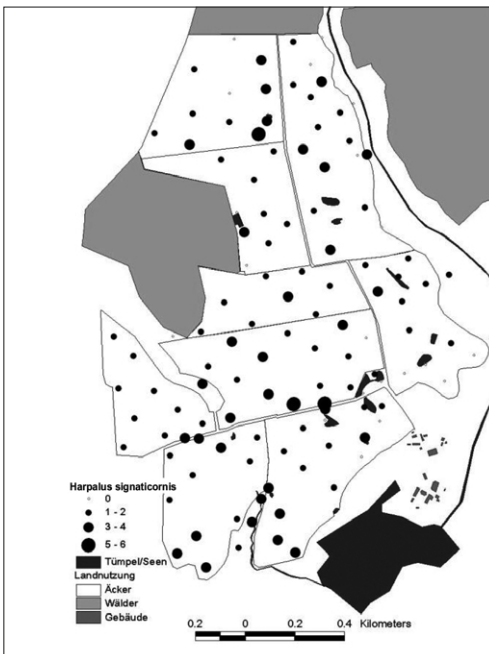 Harpalus signaticornis
0
1 - 2
3 - 4
5 - 6
Tümpel/Seen
Landnutzung
Äcker
Wälder
Gebäude
0.2 0 0.2 0.4 Kilometers